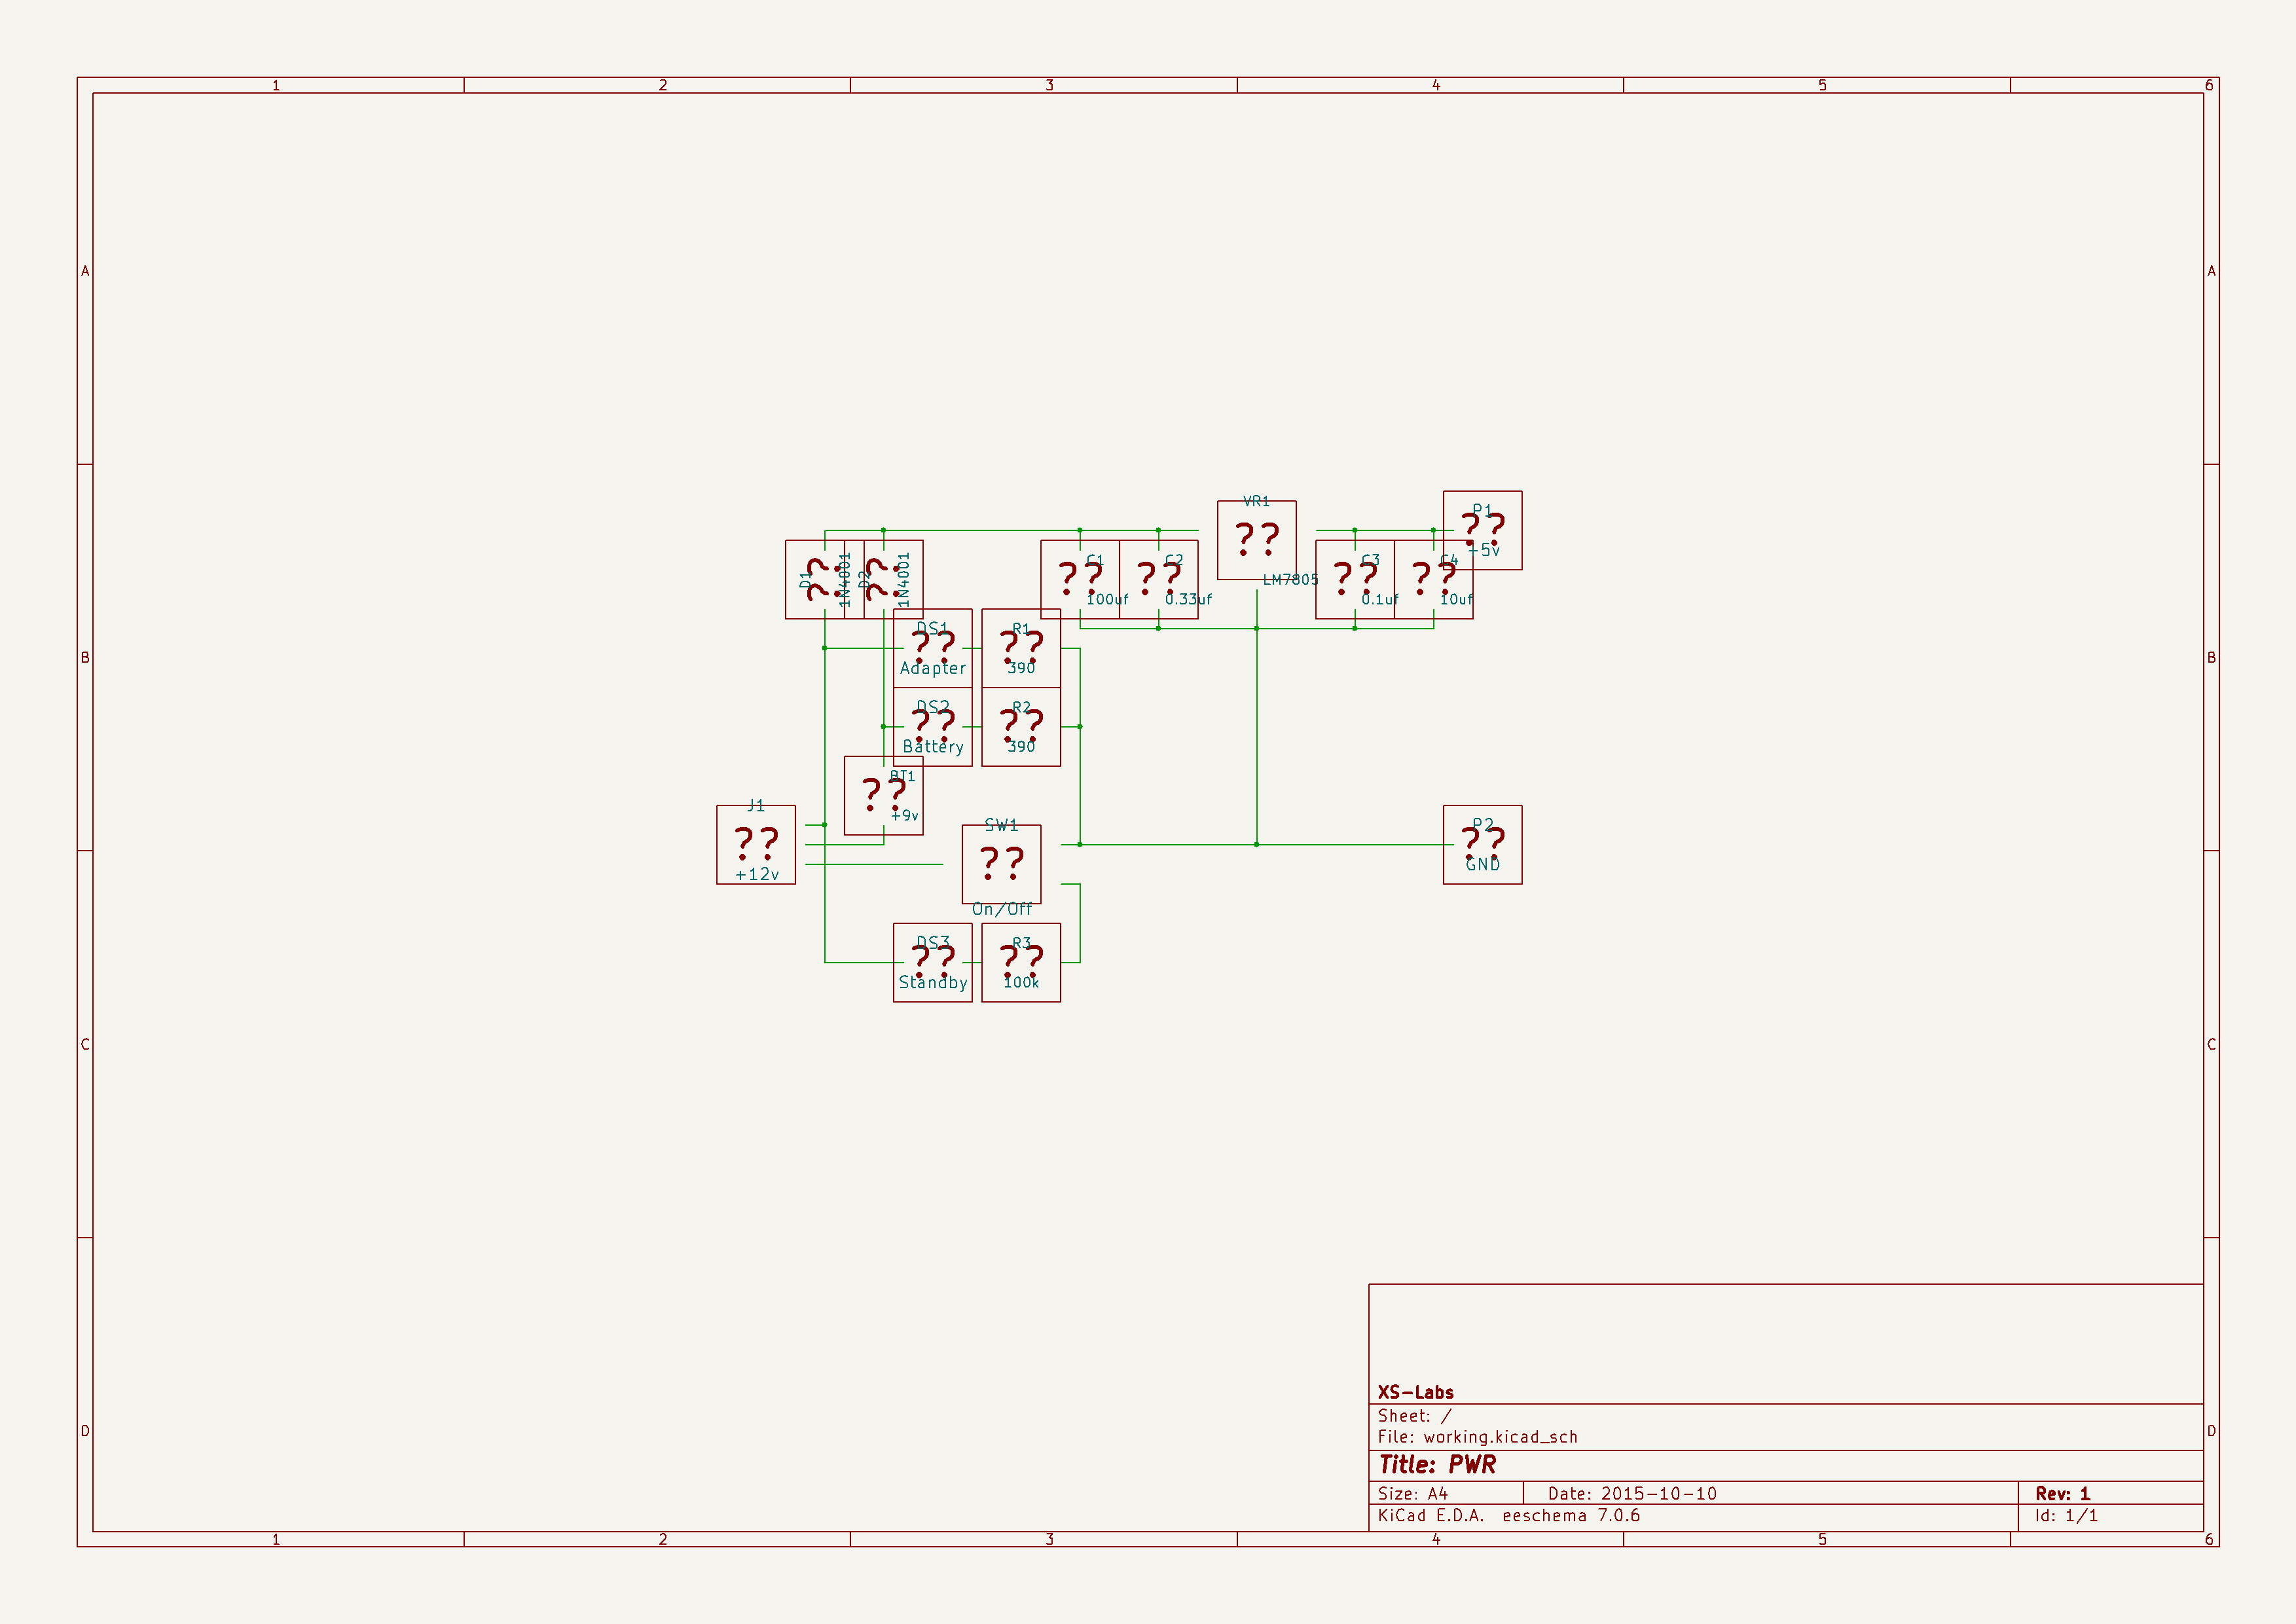 1 2 3 4 5 6
A A
B B
C C
D D
VR1
??
LM7805
P1
??
+5v
D1
??
1N4001
D2
??
1N4001
C1
??
100uf
C2
??
0.33uf
C3
??
0.1uf
C4
??
10uf
DS1
??
Adapter
R1
??
390
DS2
??
Battery
R2
??
390
BT1
??
+9v
J1
??
+12v
SW1
??
On/Off
P2
??
GND
DS3
??
Standby
R3
??
100k
XS-Labs
Sheet: /
File: working.kicad_sch
Title: PWR
Size: A4 Date: 2015-10-10 Rev: 1
KiCad E.D.A. eeschema 7.0.6 Id: 1/1
1 2 3 4 5 6